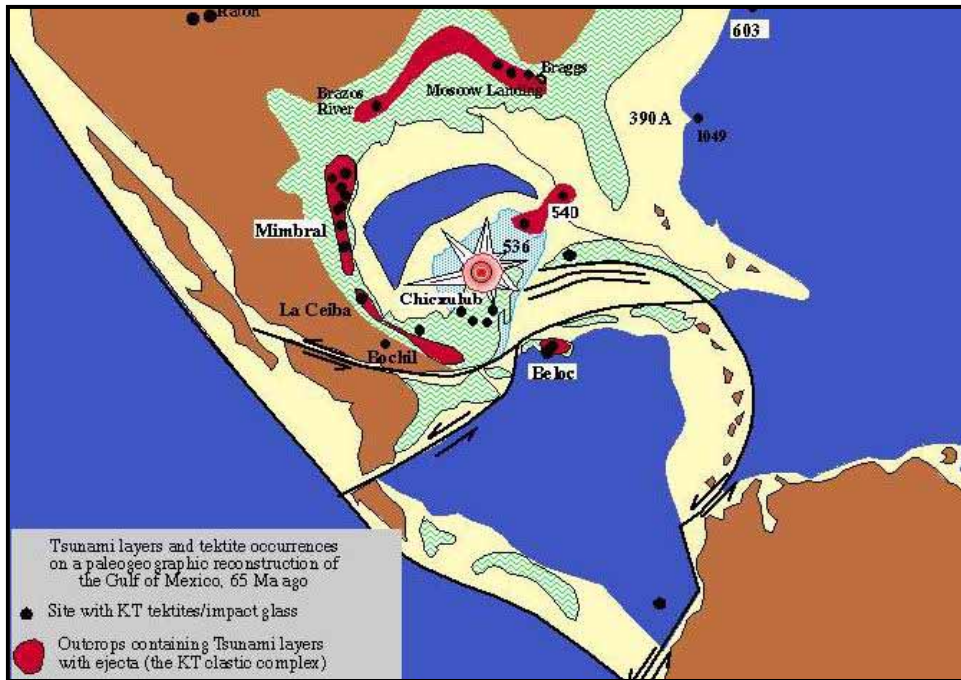 Raton
603
Braggs
Moscow Landing
Brazos
River
390A
1049
540
Mimbral
536
Chicxulub
La Ceiba
Bochil
Beloc
Tsunami layers and tektite occurrences
on a paleogeographic reconstruction
of the Gulf of Mexico, 65 Ma ago
Site with KT tektites/impact glass
Outcrops containing Tsunami layers
with ejecta (the KT clastic complex)